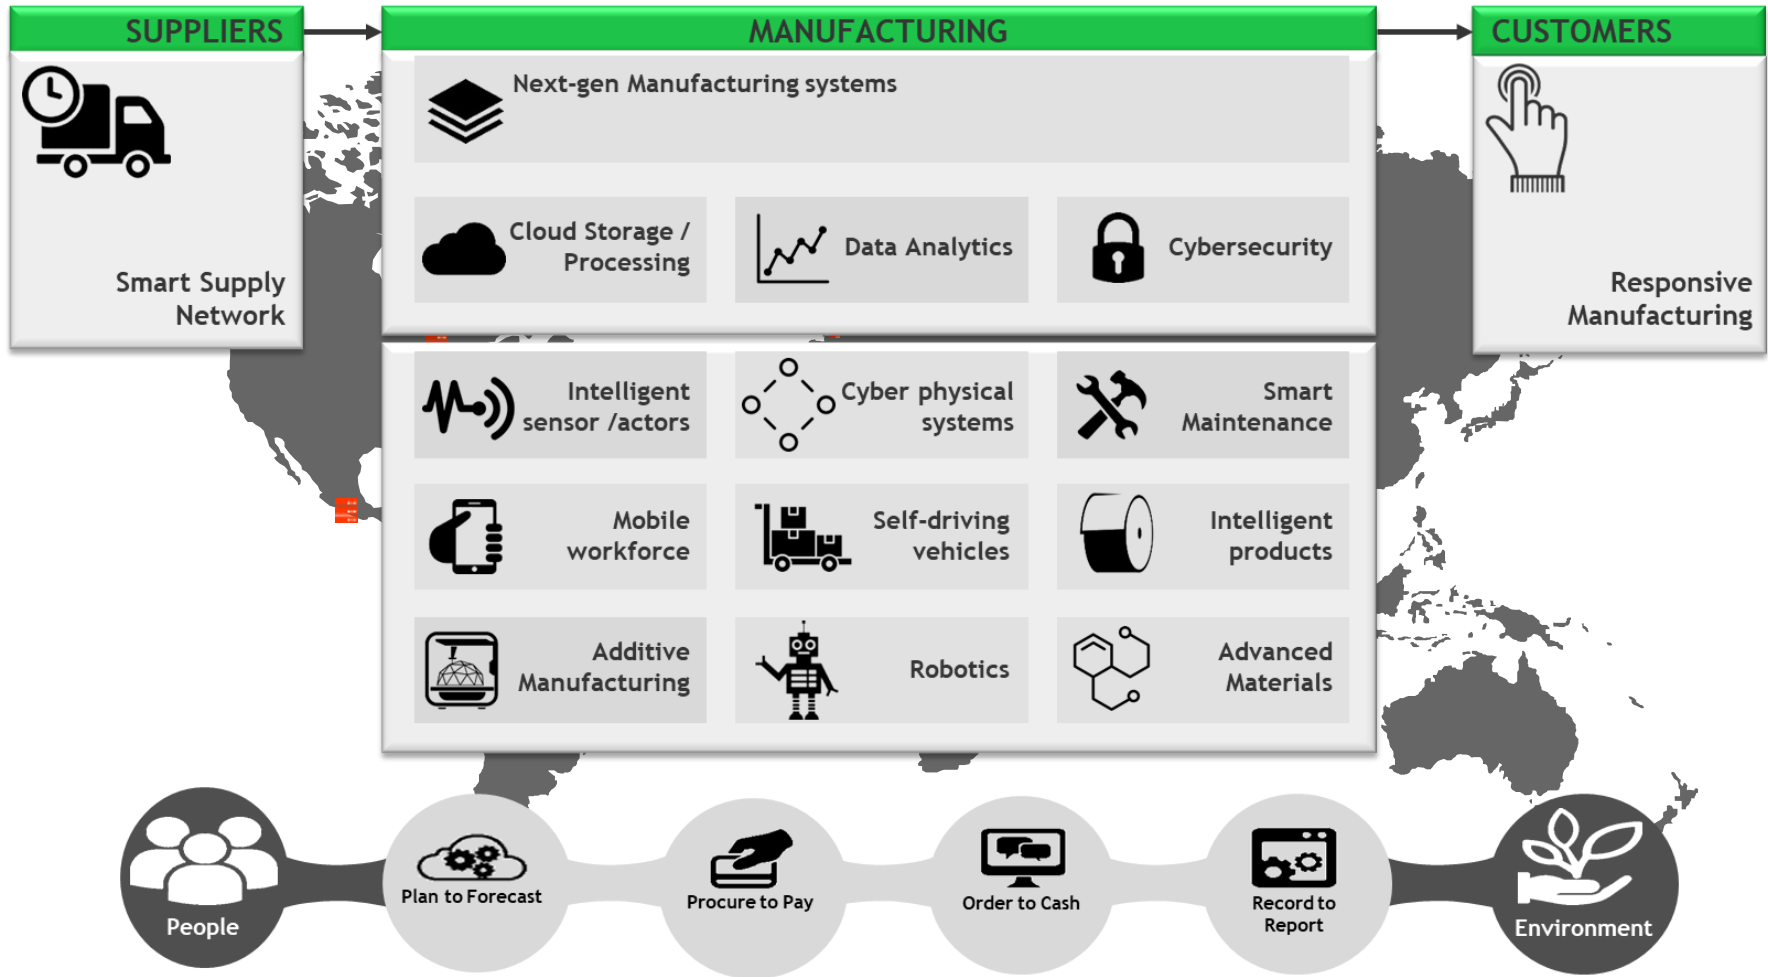 SUPPLIERS
MANUFACTURING
CUSTOMERS
Smart Supply
Network
Next-gen Manufacturing systems
Cloud Storage /
Processing
Data Analytics
Cybersecurity
Responsive
Manufacturing
Intelligent
sensor /actors
Cyber physical
systems
Smart
Maintenance
Mobile
workforce
Self-driving
vehicles
Intelligent
products
Additive
Manufacturing
Robotics
Advanced
Materials
People
Plan to Forecast
Procure to Pay
Order to Cash
Record to
Report
Environment